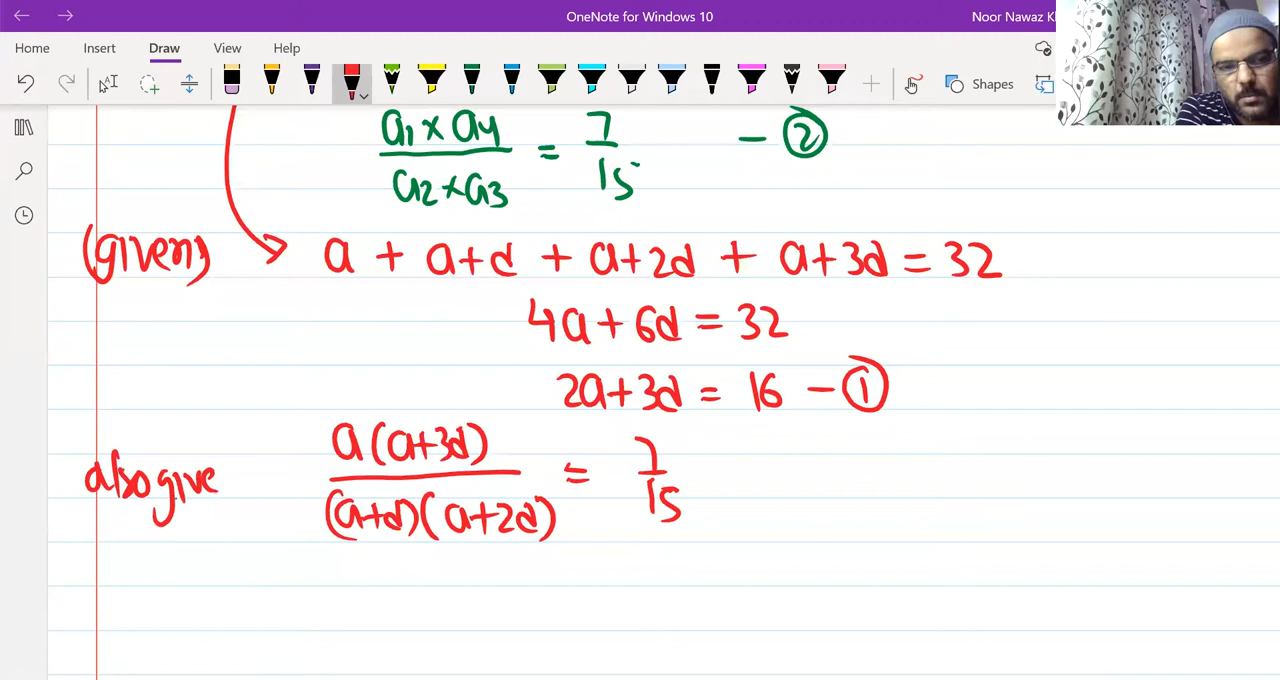 OneNote for Windows 10
Noor Nawaz
Home Insert Draw View Help
Shapes
a1 × a4 / a2 × a3 = 7 / 15 - ②
(given) a + a+d + a+2d + a+3d = 32
4a + 6d = 32
2a+3d = 16 - ①
also give a(a+3d) / (a+d)(a+2d) = 7 / 15